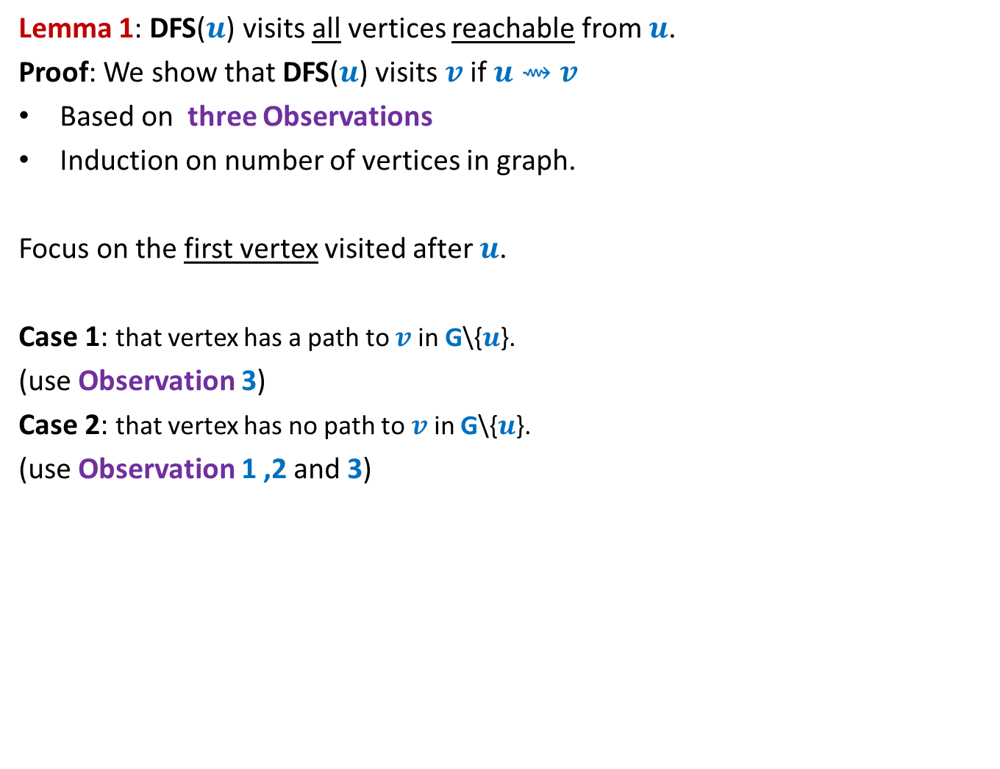 Lemma 1: DFS(u) visits all vertices reachable from u.
Proof: We show that DFS(u) visits v if u ⇝ v
• Based on three Observations
• Induction on number of vertices in graph.
Focus on the first vertex visited after u.
Case 1: that vertex has a path to v in G\{u}.
(use Observation 3)
Case 2: that vertex has no path to v in G\{u}.
(use Observation 1 ,2 and 3)